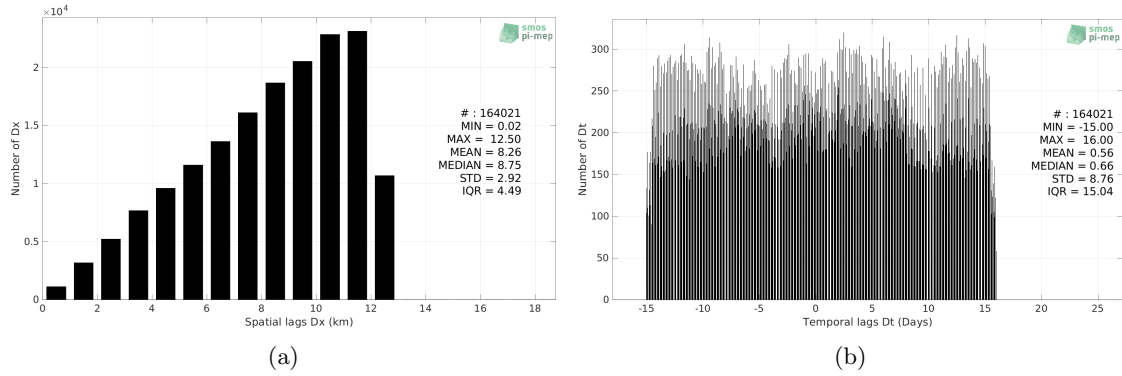 ×10⁴
smos
pi-mep
2
1.5
1
0.5
0
Number of Dx
# : 164021
MIN = 0.02
MAX = 12.50
MEAN = 8.26
MEDIAN = 8.75
STD = 2.92
IQR = 4.49
0 2 4 6 8 10 12 14 16 18
Spatial lags Dx (km)
(a)
smos
pi-mep
300
250
200
150
100
50
0
Number of Dt
# : 164021
MIN = -15.00
MAX = 16.00
MEAN = 0.56
MEDIAN = 0.66
STD = 8.76
IQR = 15.04
-15 -10 -5 0 5 10 15 20 25
Temporal lags Dt (Days)
(b)